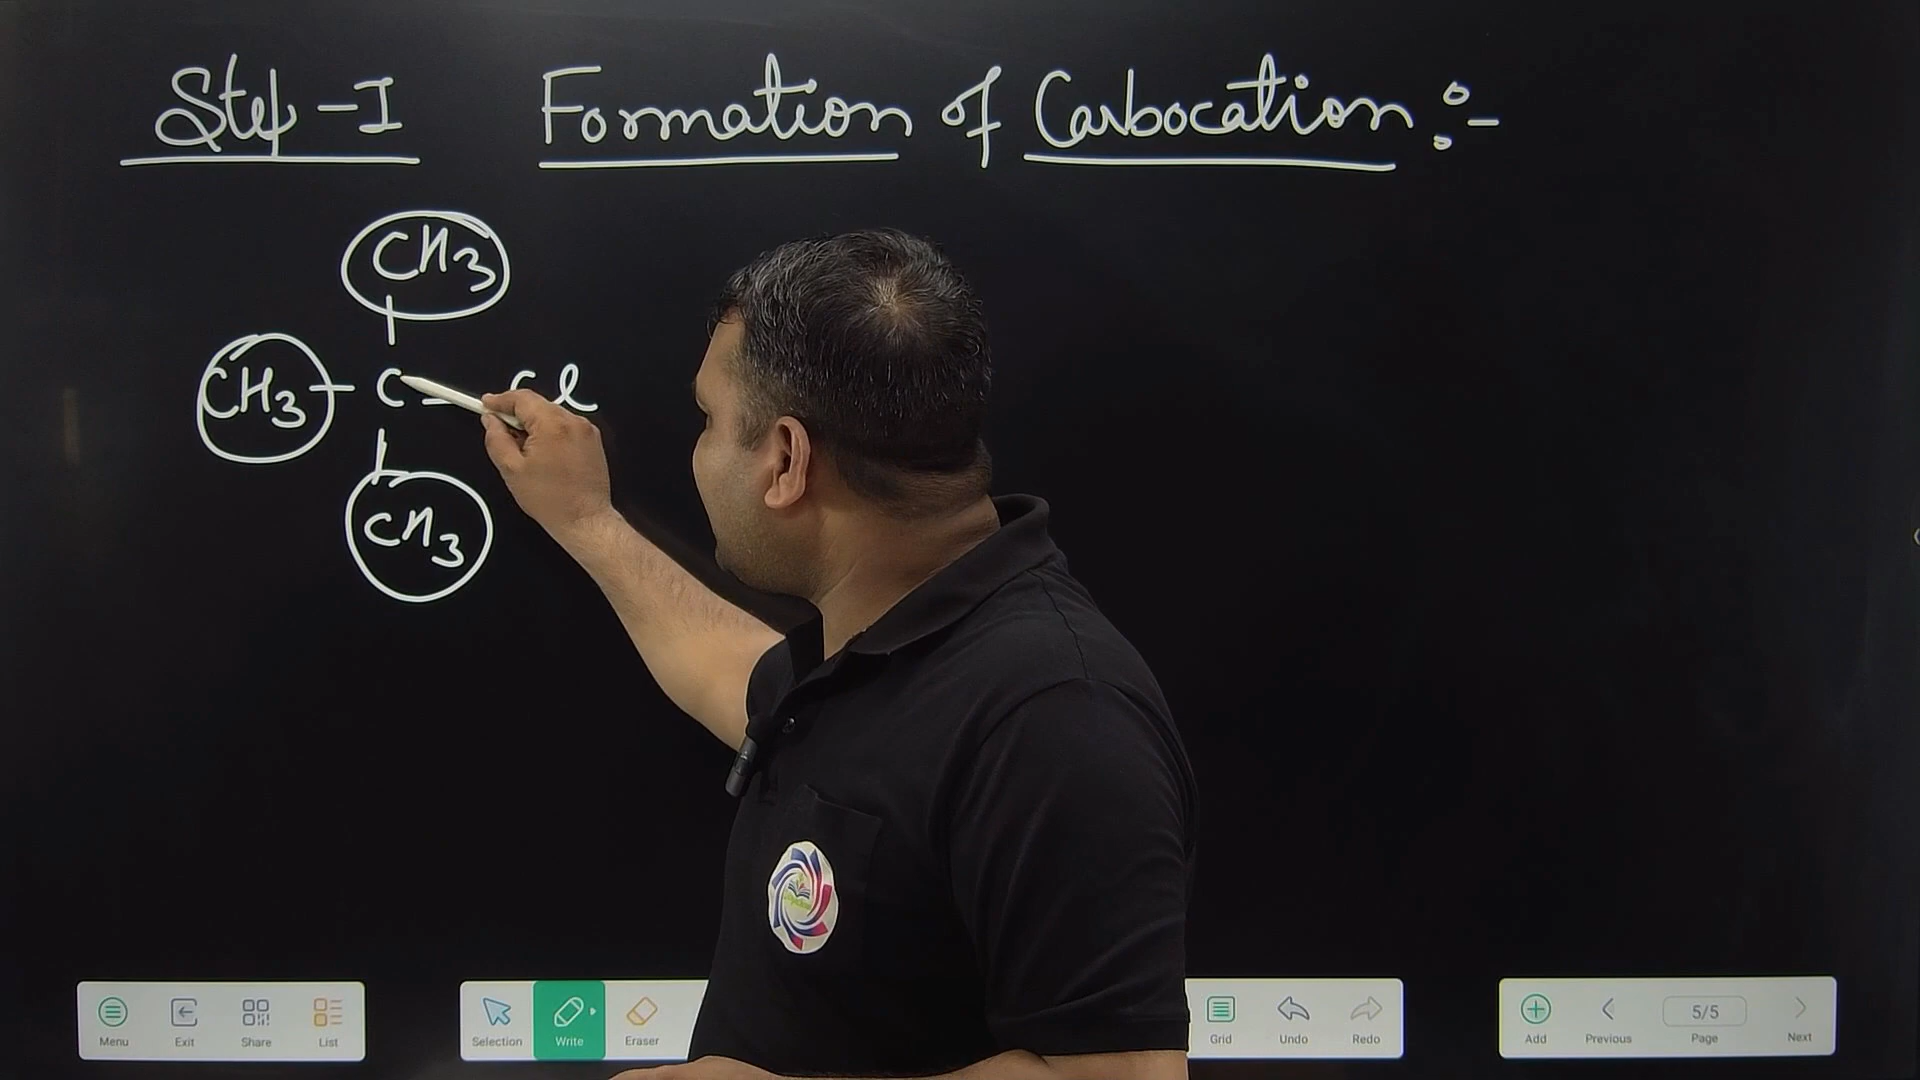 Step - I Formation of Carbocation :-
CH3
CH3 - C - Cl
CH3
Menu Exit Share List Selection Write Eraser Grid Undo Redo Add Previous 5/5 Page Next